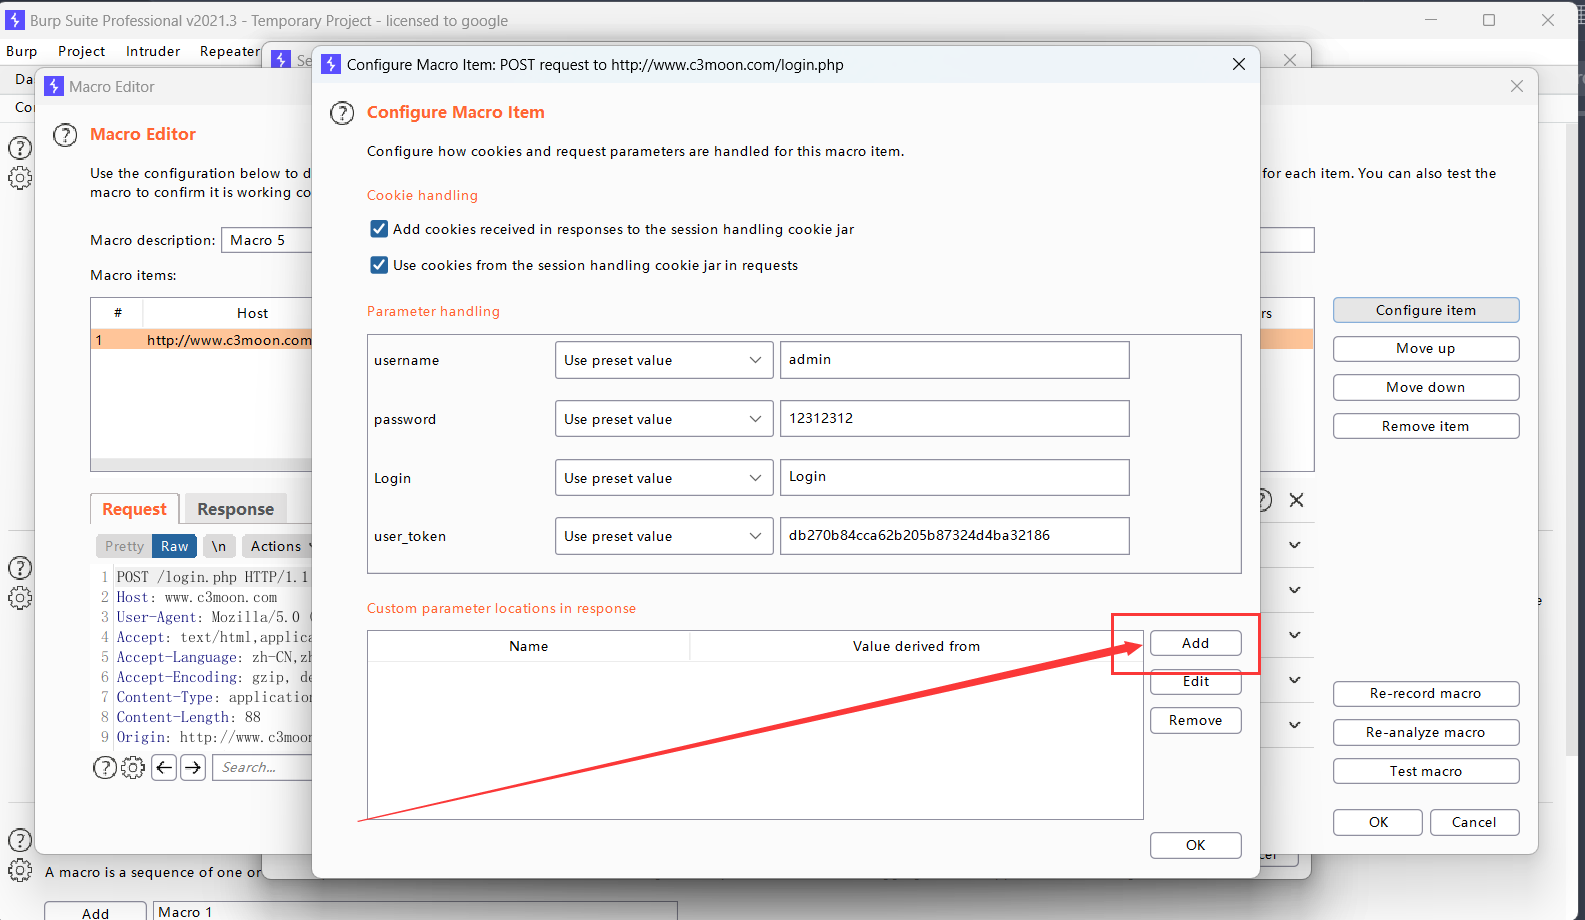 Burp Suite Professional v2021.3 - Temporary Project - licensed to google
Burp Project Intruder Repeater
Da
Co
Macro Editor
Macro Editor
Use the configuration below to d
macro to confirm it is working co
for each item. You can also test the
Macro description: Macro 5
Macro items:
# Host
rs
1 http://www.c3moon.com
Configure item
Move up
Move down
Remove item
Request Response
Pretty Raw \n Actions
1 POST /login.php HTTP/1.1
2 Host: www.c3moon.com
3 User-Agent: Mozilla/5.0 (
4 Accept: text/html,applica
5 Accept-Language: zh-CN,zh
6 Accept-Encoding: gzip, de
7 Content-Type: application
8 Content-Length: 88
9 Origin: http://www.c3moon
Search...
Re-record macro
Re-analyze macro
Test macro
OK Cancel
Se
Configure Macro Item: POST request to http://www.c3moon.com/login.php
Configure Macro Item
Configure how cookies and request parameters are handled for this macro item.
Cookie handling
Add cookies received in responses to the session handling cookie jar
Use cookies from the session handling cookie jar in requests
Parameter handling
username Use preset value admin
password Use preset value 12312312
Login Use preset value Login
user_token Use preset value db270b84cca62b205b87324d4ba32186
Custom parameter locations in response
Name Value derived from
Add
Edit
Remove
OK
A macro is a sequence of one or
Add Macro 1